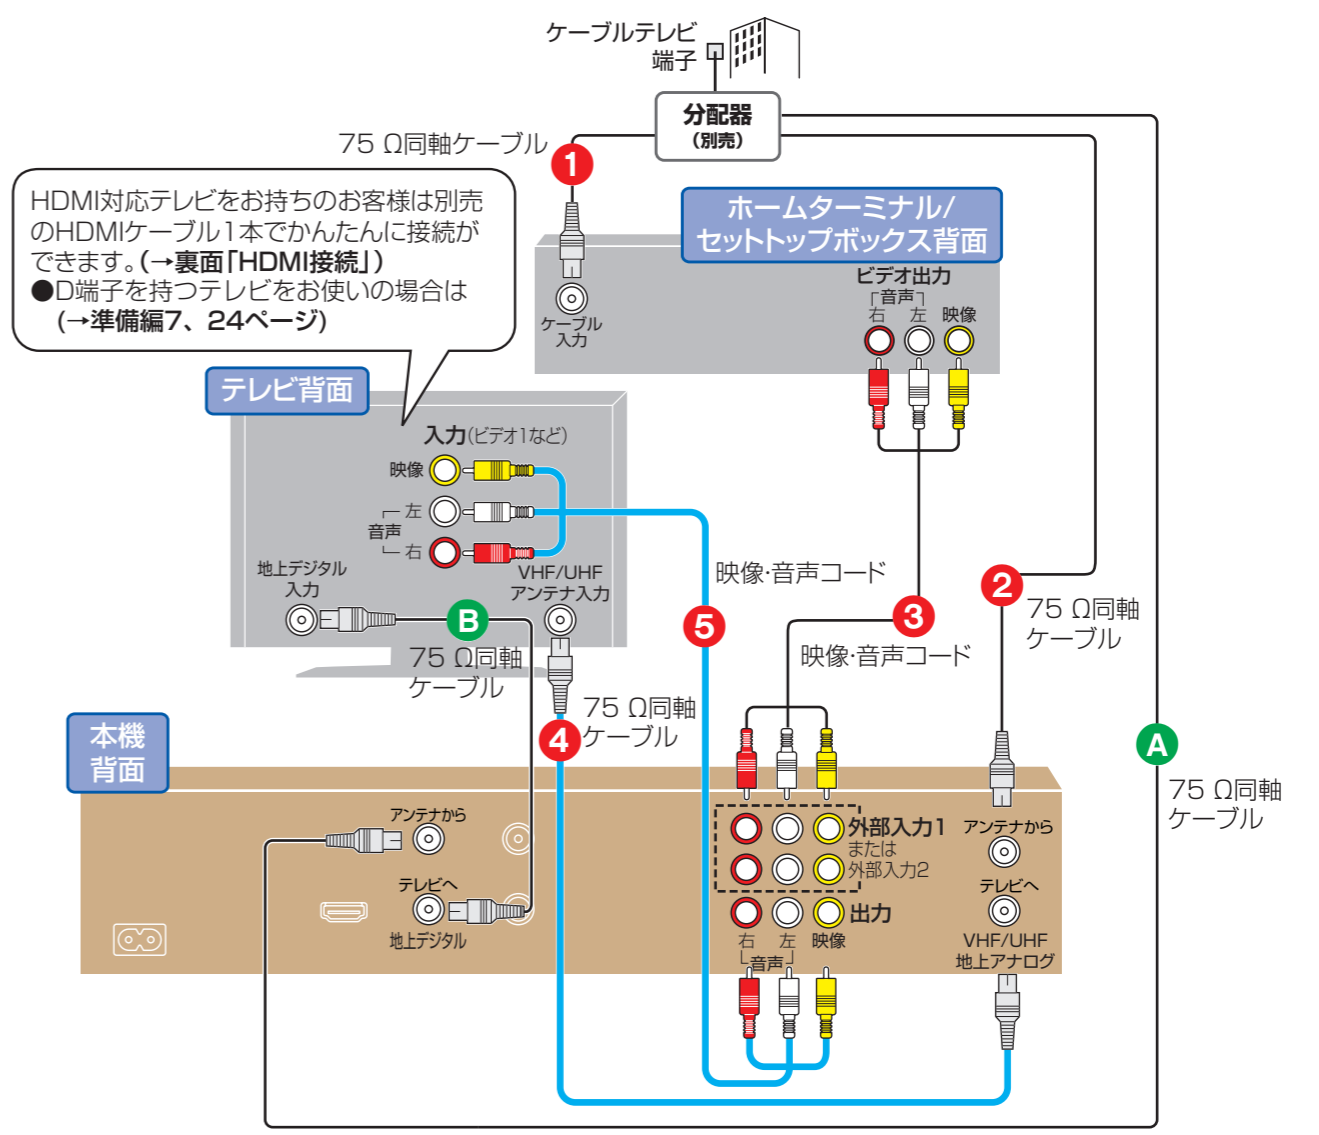 ケーブルテレビ
端子
分配器
(別売)
75 Ω同軸ケーブル
1
HDMI対応テレビをお持ちのお客様は別売
のHDMIケーブル1本でかんたんに接続が
できます。(→裏面「HDMI接続」)
●D端子を持つテレビをお使いの場合は
(→準備編7、24ページ)
ホームターミナル/
セットトップボックス背面
ビデオ出力
音声
右 左 映像
ケーブル
入力
テレビ背面
入力(ビデオ1など)
映像
左
音声
右
地上デジタル
入力
VHF/UHF
アンテナ入力
B
75 Ω同軸
ケーブル
映像・音声コード
5
3
映像・音声コード
2
75 Ω同軸
ケーブル
4
75 Ω同軸
ケーブル
A
75 Ω同軸
ケーブル
本機
背面
アンテナから
テレビへ
地上デジタル
外部入力1
または
外部入力2
出力
右 左 映像
音声
アンテナから
テレビへ
VHF/UHF
地上アナログ